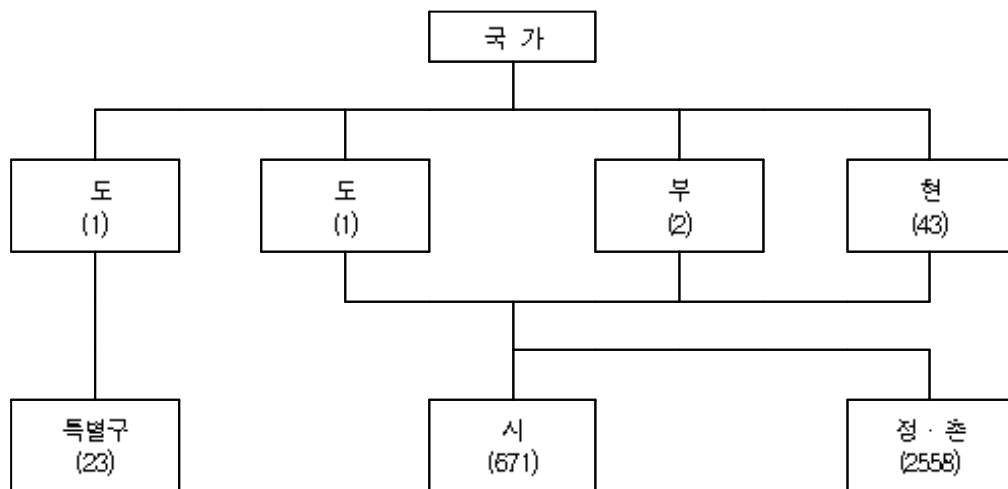 국 가
도
(1)
도
(1)
부
(2)
현
(43)
특별구
(23)
시
(671)
정 · 촌
(2558)